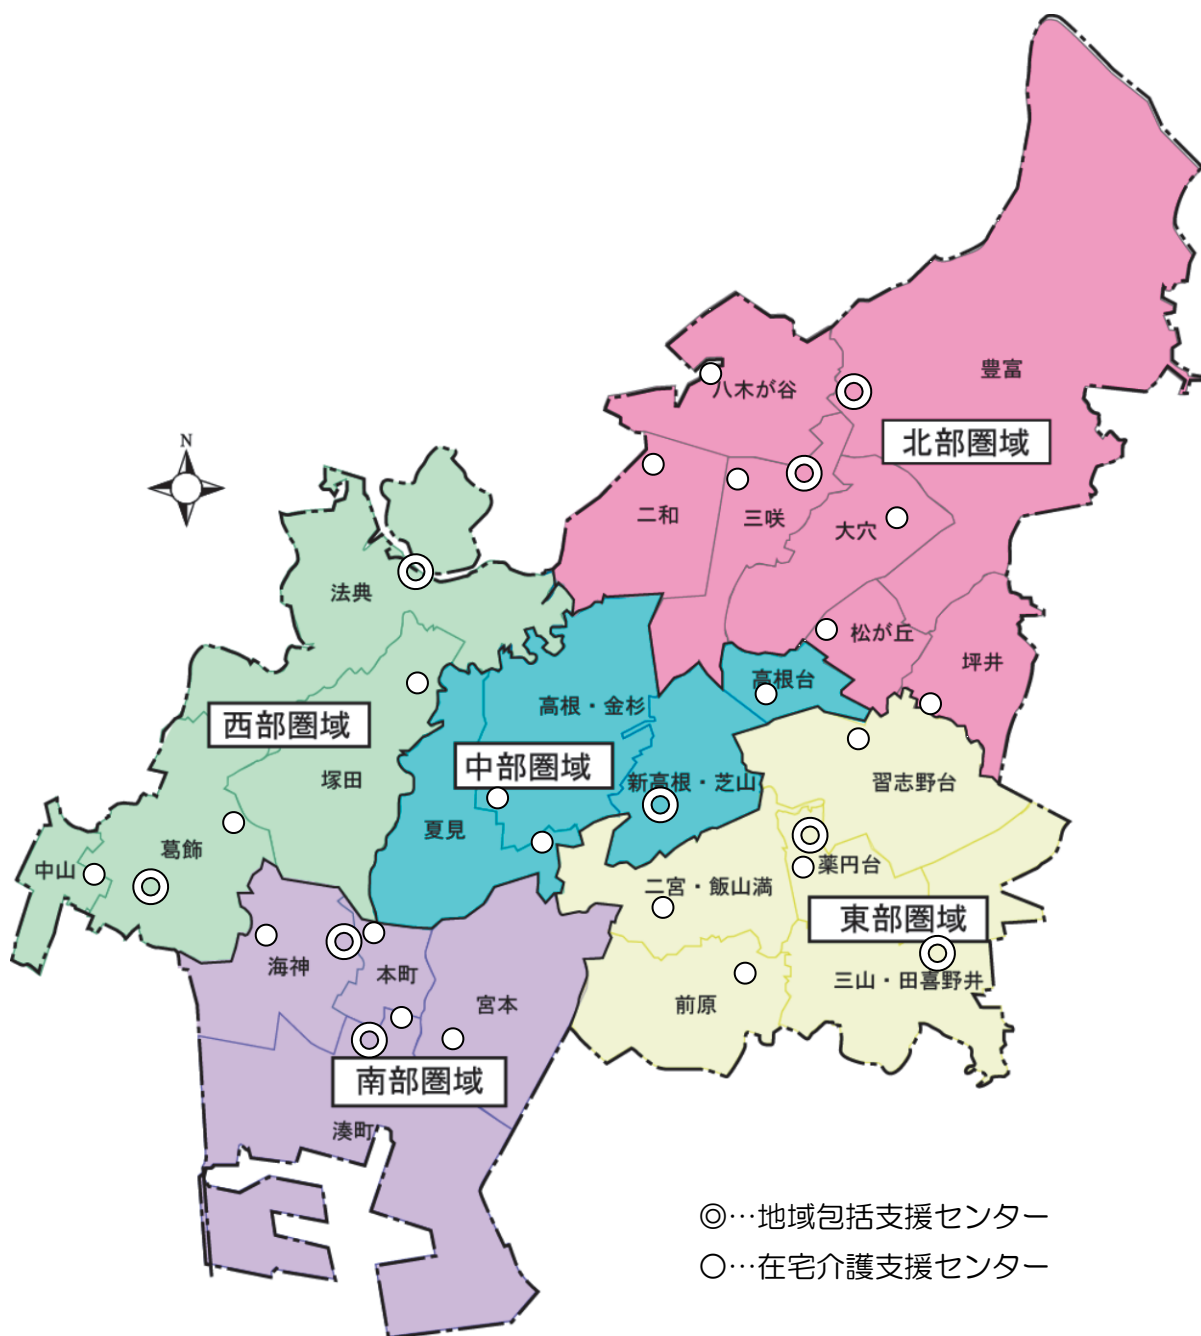 豊富
八木が谷
北部圏域
N
二和
三咲
大穴
法典
松が丘
坪井
高根台
高根・金杉
西部圏域
中部圏域
塚田
新高根・芝山
習志野台
夏見
葛飾
中山
薬円台
二宮・飯山満
東部圏域
海神
本町
三山・田喜野井
宮本
前原
南部圏域
湊町
◎…地域包括支援センター
○…在宅介護支援センター